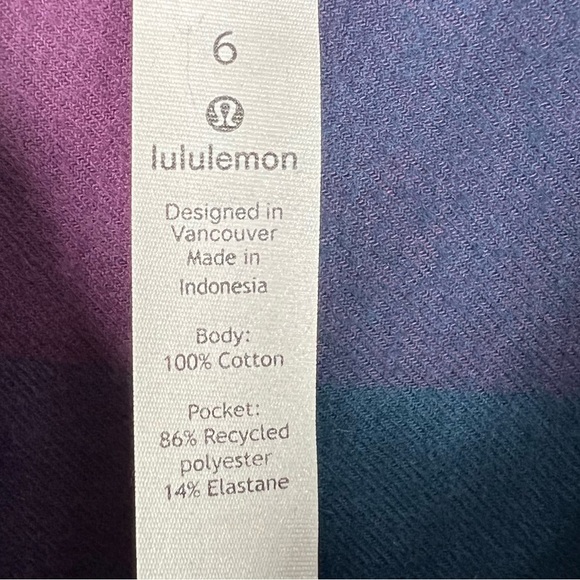 6
lululemon
Designed in
Vancouver
Made in
Indonesia
Body:
100% Cotton
Pocket:
86% Recycled
polyester
14% Elastane